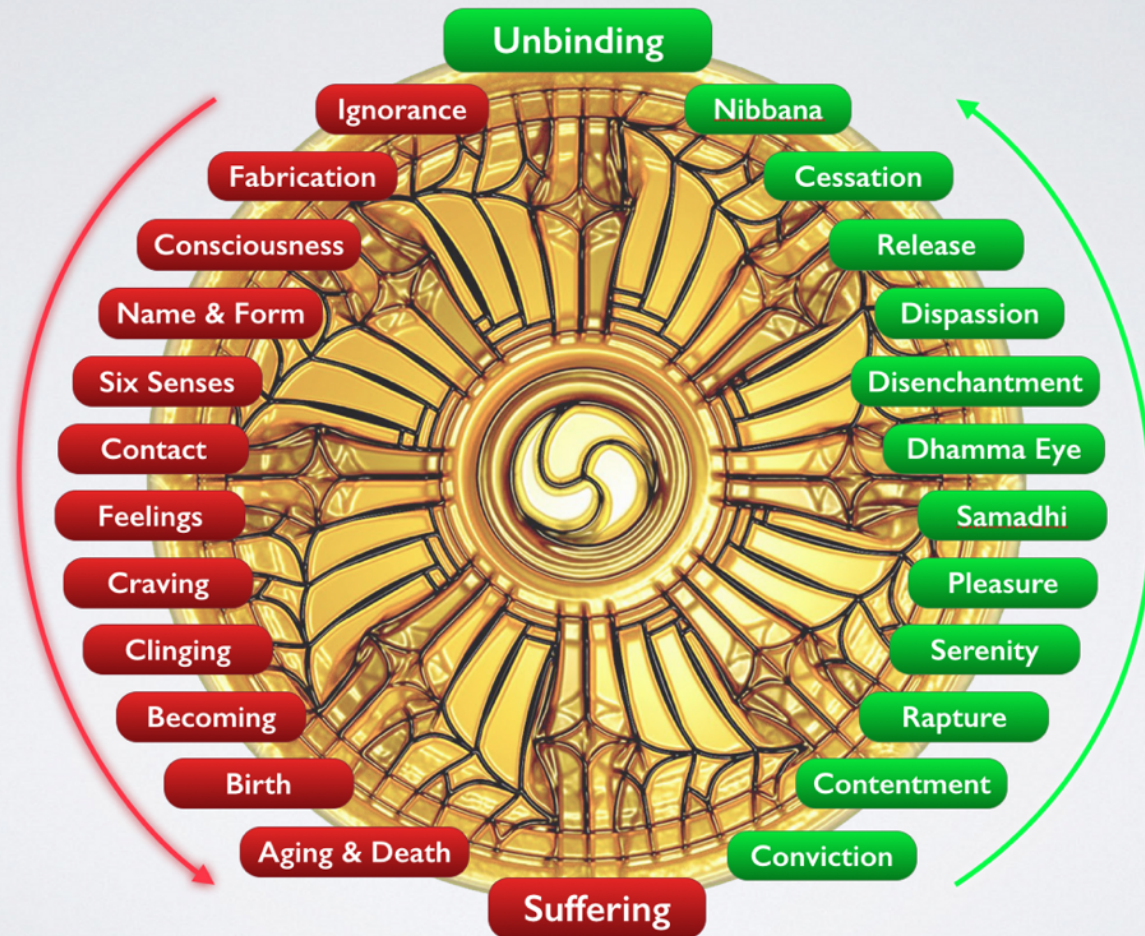 Unbinding
Ignorance
Fabrication
Consciousness
Name & Form
Six Senses
Contact
Feelings
Craving
Clinging
Becoming
Birth
Aging & Death
Suffering
Nibbana
Cessation
Release
Dispassion
Disenchantment
Dhamma Eye
Samadhi
Pleasure
Serenity
Rapture
Contentment
Conviction